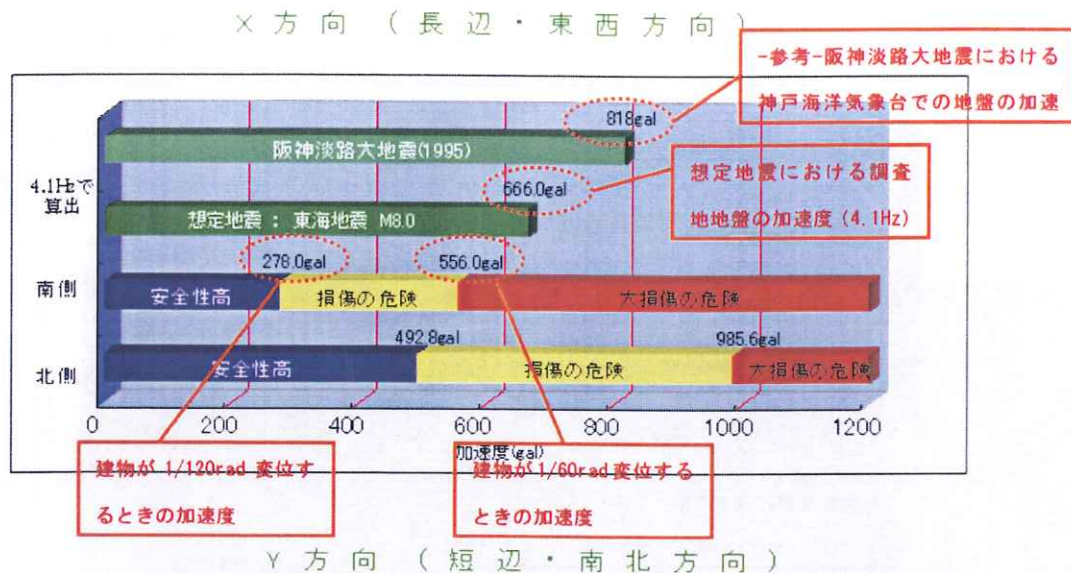 X方向(長辺・東西方向)
-参考-阪神淡路大地震における
神戸海洋気象台での地盤の加速
818gal
阪神淡路大地震(1995)
想定地震における調査
地地盤の加速度(4.1Hz)
4.1Hzで
算出
666.0gal
想定地震：東海地震 M8.0
278.0gal
556.0gal
南側
安全性高
損傷の危険
大損傷の危険
492.8gal
985.6gal
北側
安全性高
損傷の危険
大損傷の危険
0 200 400 600 800 1000 1200
加速度(gal)
建物が 1/120rad 変位す
るときの加速度
建物が 1/60rad 変位する
ときの加速度
Y方向(短辺・南北方向)